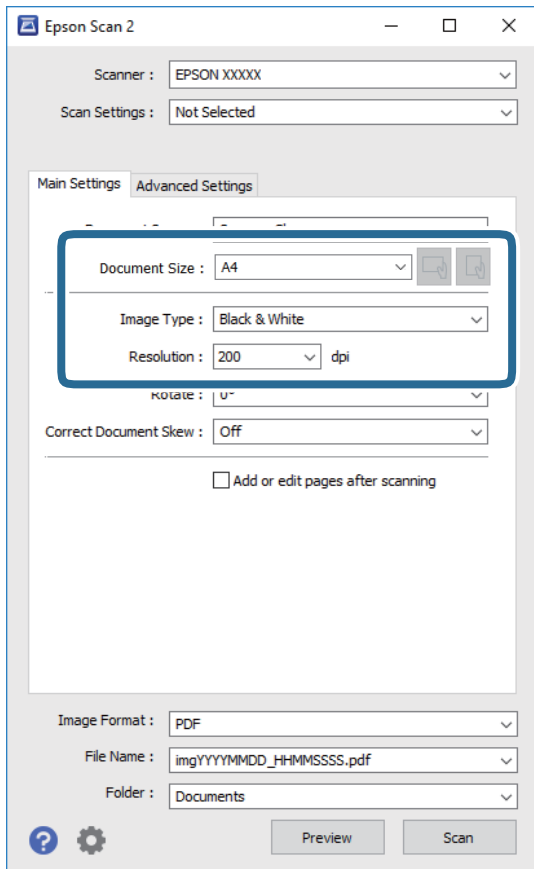 Epson Scan 2
Scanner : EPSON XXXXX
Scan Settings : Not Selected
Main Settings Advanced Settings
Document Size : A4
Image Type : Black & White
Resolution : 200 dpi
Rotate : 0°
Correct Document Skew : Off
Add or edit pages after scanning
Image Format : PDF
File Name : imgYYYYMMDD_HHMMSSSS.pdf
Folder : Documents
? Preview Scan